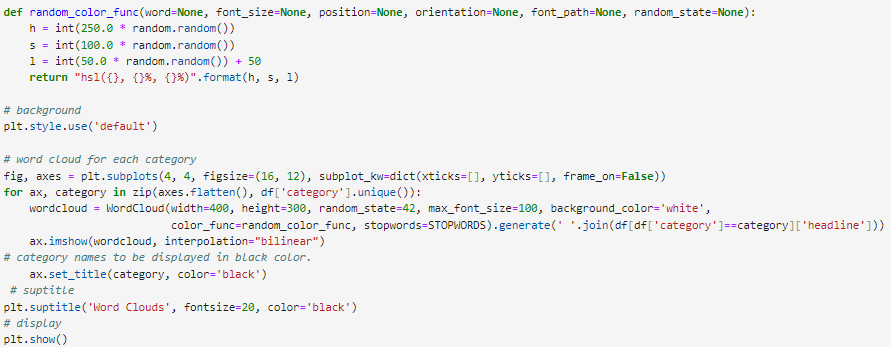 def random_color_func(word=None, font_size=None, position=None, orientation=None, font_path=None, random_state=None):
    h = int(250.0 * random.random())
    s = int(100.0 * random.random())
    l = int(50.0 * random.random()) + 50
    return "hsl({}, {}%, {}%)".format(h, s, l)

# background
plt.style.use('default')

# word cloud for each category
fig, axes = plt.subplots(4, 4, figsize=(16, 12), subplot_kw=dict(xticks=[], yticks=[], frame_on=False))
for ax, category in zip(axes.flatten(), df['category'].unique()):
    wordcloud = WordCloud(width=400, height=300, random_state=42, max_font_size=100, background_color='white',
                          color_func=random_color_func, stopwords=STOPWORDS).generate(' '.join(df[df['category']==category]['headline']))
    ax.imshow(wordcloud, interpolation="bilinear")
# category names to be displayed in black color.
    ax.set_title(category, color='black')
 # suptitle
plt.suptitle('Word Clouds', fontsize=20, color='black')
# display
plt.show()